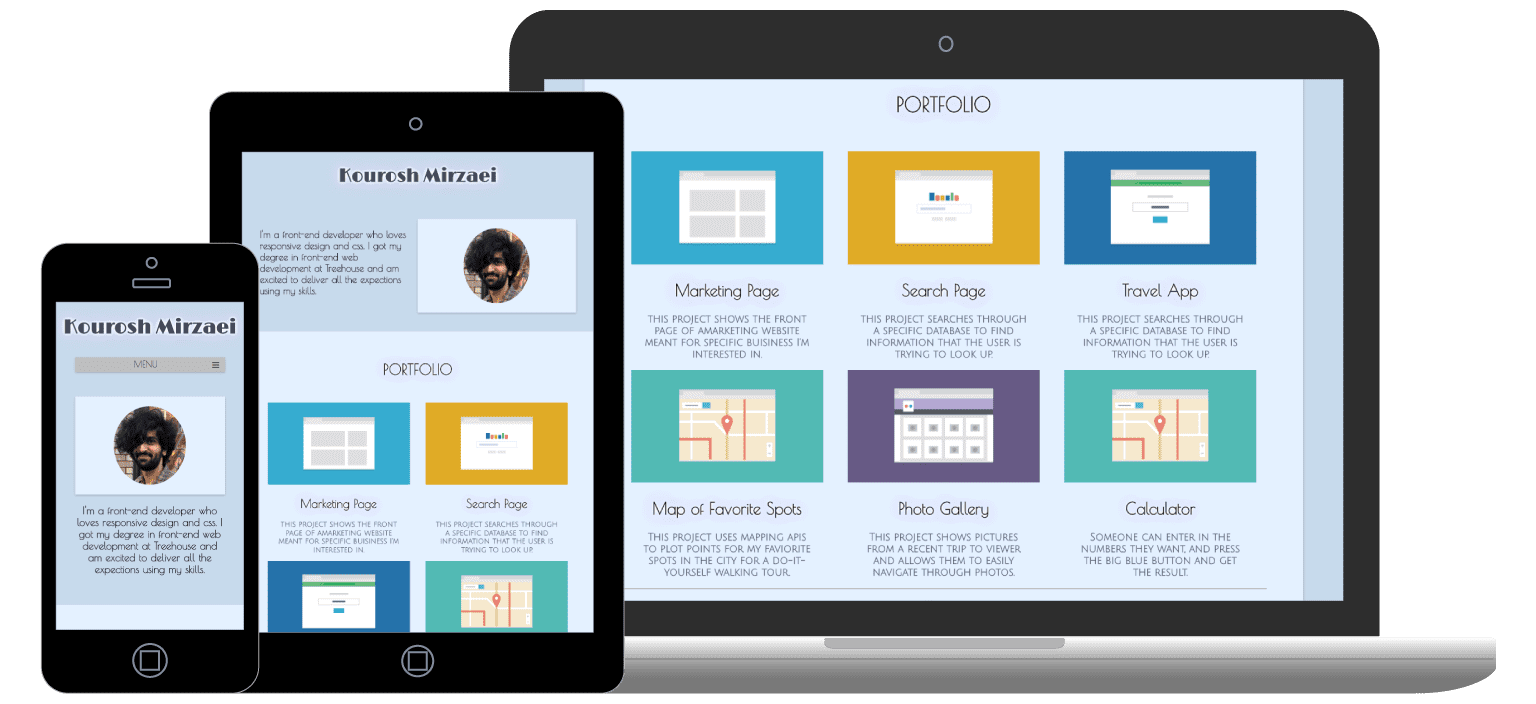 Kourosh Mirzaei
MENU
I'm a front-end developer who
loves responsive design and css. I
got my degree in front-end web
development at Treehouse and
am excited to deliver all the
expections using my skills.
Kourosh Mirzaei
I'm a front-end developer who loves
responsive design and css. I got my
degree in front-end web
development at Treehouse and am
excited to deliver all the expections
using my skills.
PORTFOLIO
Marketing Page
THIS PROJECT SHOWS THE FRONT
PAGE OF AMARKETING WEBSITE
MEANT FOR SPECIFIC BUISINESS I'M
INTERESTED IN.
Search Page
THIS PROJECT SEARCHES THROUGH
A SPECIFIC DATABASE TO FIND
INFORMATION THAT THE USER IS
TRYING TO LOOK UP.
PORTFOLIO
Marketing Page
THIS PROJECT SHOWS THE FRONT
PAGE OF AMARKETING WEBSITE
MEANT FOR SPECIFIC BUISINESS I'M
INTERESTED IN.
Search Page
THIS PROJECT SEARCHES THROUGH
A SPECIFIC DATABASE TO FIND
INFORMATION THAT THE USER IS
TRYING TO LOOK UP.
Travel App
THIS PROJECT SEARCHES THROUGH
A SPECIFIC DATABASE TO FIND
INFORMATION THAT THE USER IS
TRYING TO LOOK UP.
Map of Favorite Spots
THIS PROJECT USES MAPPING APIS
TO PLOT POINTS FOR MY FAVIORITE
SPOTS IN THE CITY FOR A DO-IT-
YOURSELF WALKING TOUR.
Photo Gallery
THIS PROJECT SHOWS PICTURES
FROM A RECENT TRIP TO VIEWER
AND ALLOWS THEM TO EASILY
NAVIGATE THROUGH PHOTOS.
Calculator
SOMEONE CAN ENTER IN THE
NUMBERS THEY WANT, AND PRESS
THE BIG BLUE BUTTON AND GET
THE RESULT.